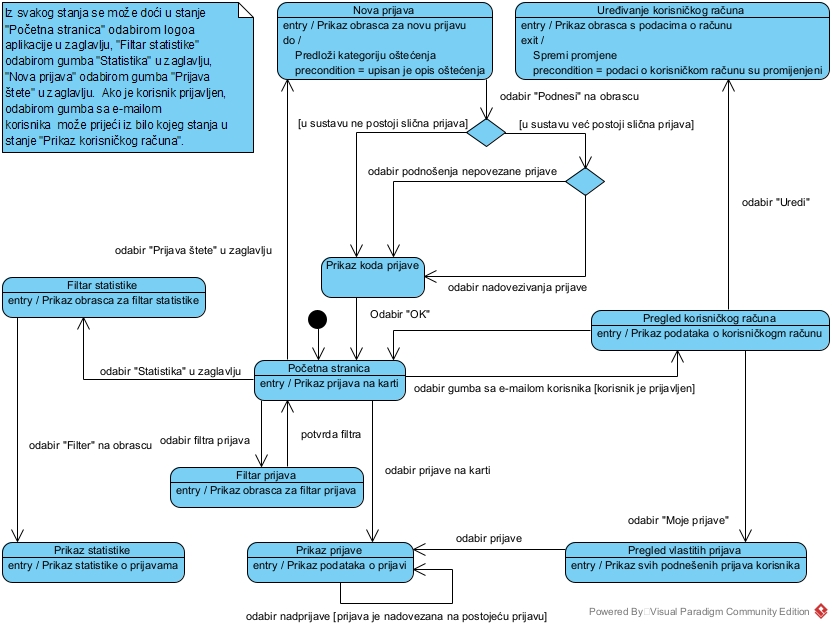 Iz svakog stanja se može doći u stanje
"Početna stranica" odabirom logoa
aplikacije u zaglavlju, "Filtar statistike"
odabirom gumba "Statistika" u zaglavlju,
"Nova prijava" odabirom gumba "Prijava
štete" u zaglavlju. Ako je korisnik prijavljen,
odabirom gumba sa e-mailom
korisnika može prijeći iz bilo kojeg stanja u
stanje "Prikaz korisničkog računa".
Nova prijava
entry / Prikaz obrasca za novu prijavu
do /
Predloži kategoriju oštećenja
precondition = upisan je opis oštećenja
Uređivanje korisničkog računa
entry / Prikaz obrasca s podacima o računu
exit /
Spremi promjene
precondition = podaci o korisničkom računu su promijenjeni
odabir "Podnesi" na obrascu
[u sustavu ne postoji slična prijava]
[u sustavu već postoji slična prijava]
odabir podnošenja nepovezane prijave
odabir "Uredi"
odabir "Prijava štete" u zaglavlju
Prikaz koda prijave
odabir nadovezivanja prijave
Filtar statistike
entry / Prikaz obrasca za filtar statistike
Odabir "OK"
Pregled korisničkog računa
entry / Prikaz podataka o korisničkogm računu
Početna stranica
entry / Prikaz prijava na karti
odabir "Statistika" u zaglavlju
odabir gumba sa e-mailom korisnika [korisnik je prijavljen]
odabir "Filter" na obrascu
odabir filtra prijava
potvrda filtra
odabir prijave na karti
Filtar prijava
entry / Prikaz obrasca za filtar prijava
odabir "Moje prijave"
odabir prijave
Prikaz statistike
entry / Prikaz statistike o prijavama
Prikaz prijave
entry / Prikaz podataka o prijavi
Pregled vlastitih prijava
entry / Prikaz svih podnešenih prijava korisnika
odabir nadprijave [prijava je nadovezana na postojeću prijavu]
Powered By Visual Paradigm Community Edition